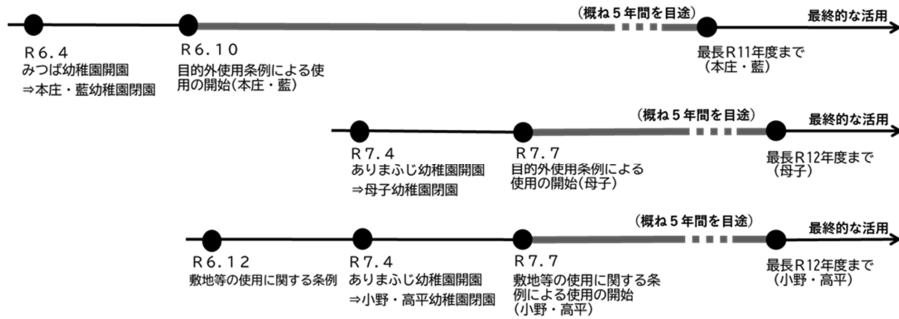 （概ね５年間を目途）
最終的な活用
Ｒ６.４
みつば幼稚園開園
⇒本庄・藍幼稚園閉園
Ｒ６.１０
目的外使用条例による使
用の開始（本庄・藍）
最長Ｒ１１年度まで
（本庄・藍）
（概ね５年間を目途）
最終的な活用
Ｒ７.４
ありまふじ幼稚園開園
⇒母子幼稚園閉園
Ｒ７.７
目的外使用条例による
使用の開始（母子）
最長Ｒ１２年度まで
（母子）
（概ね５年間を目途）
最終的な活用
Ｒ６.１２
敷地等の使用に関する条例
Ｒ７.４
ありまふじ幼稚園開園
⇒小野・高平幼稚園閉園
Ｒ７.７
敷地等の使用に関する条
例による使用の開始
（小野・高平）
最長Ｒ１２年度まで
（小野・高平）